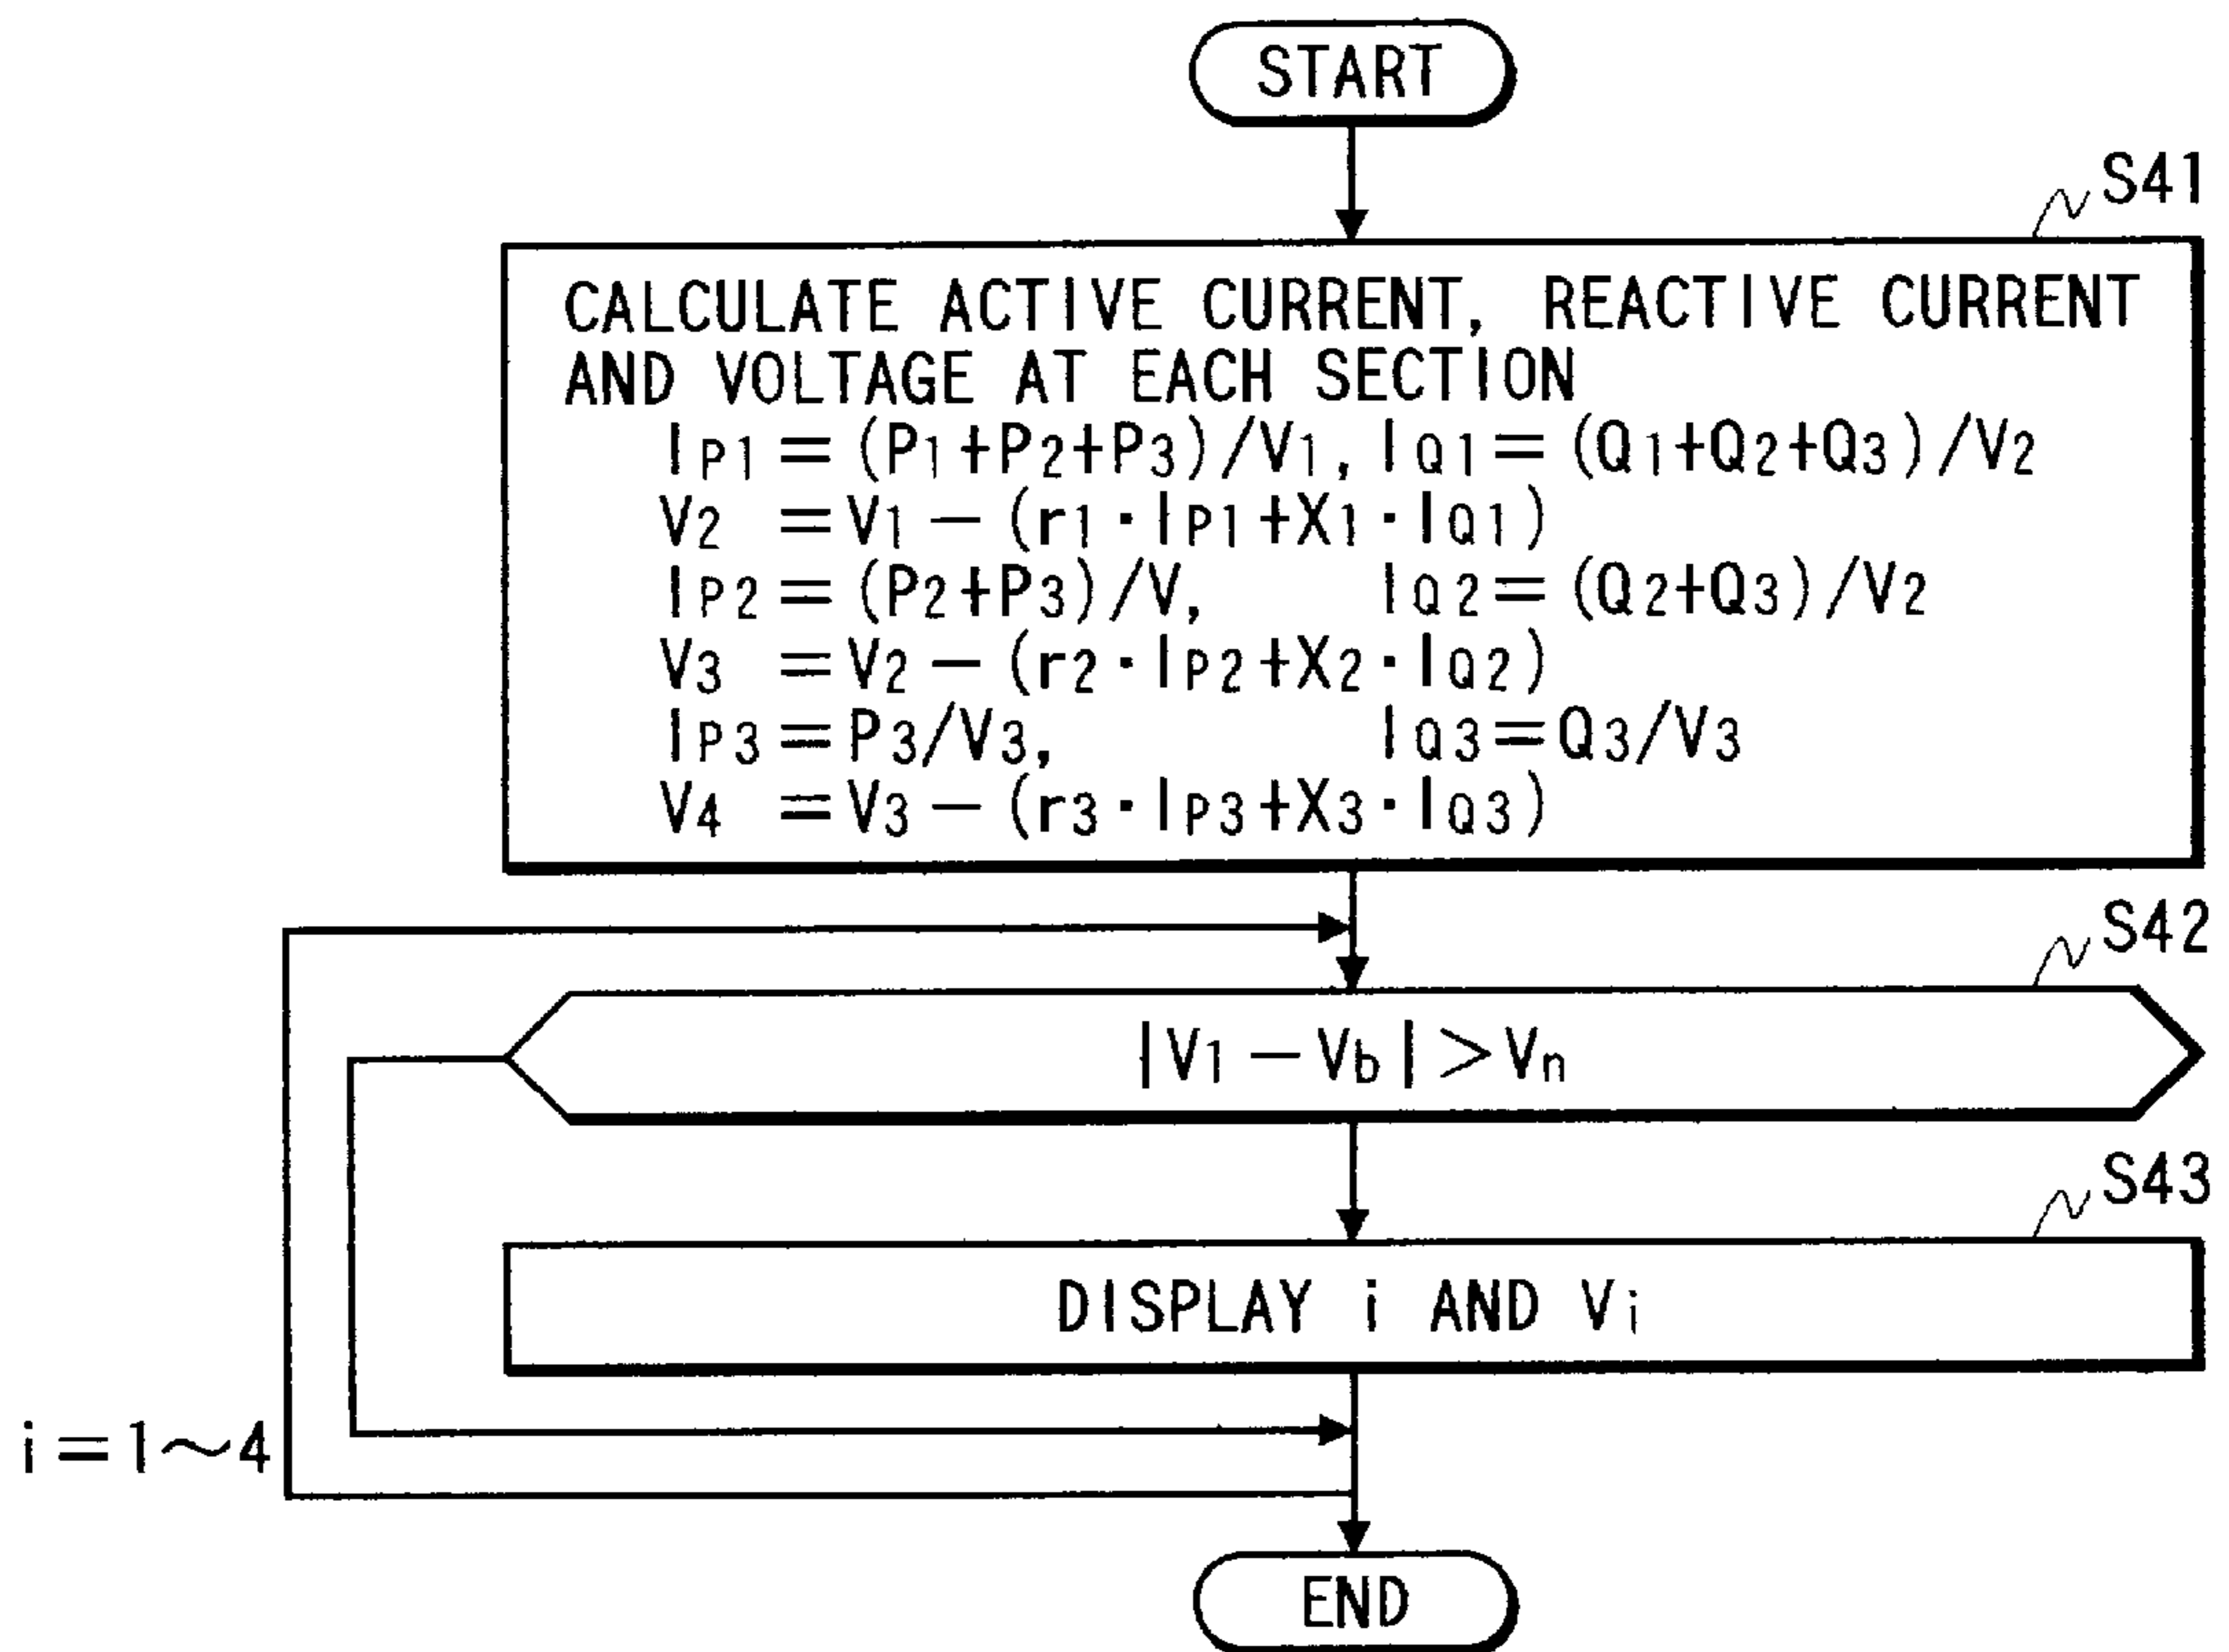 START
S41
CALCULATE ACTIVE CURRENT, REACTIVE CURRENT
AND VOLTAGE AT EACH SECTION
IP1=(P1+P2+P3)/V1, IQ1=(Q1+Q2+Q3)/V2
V2 =V1-(r1·IP1+X1·IQ1)
IP2=(P2+P3)/V, IQ2=(Q2+Q3)/V2
V3 =V2-(r2·IP2+X2·IQ2)
IP3=P3/V3, IQ3=Q3/V3
V4 =V3-(r3·IP3+X3·IQ3)
S42
|V1-Vb|>Vn
S43
DISPLAY i AND Vi
i=1~4
END